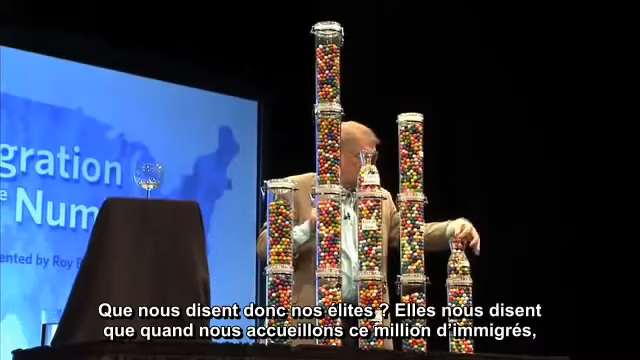 gration
e Num
ented by Roy B
Que nous disent donc nos élites ? Elles nous disent
que quand nous accueillons ce million d'immigrés,